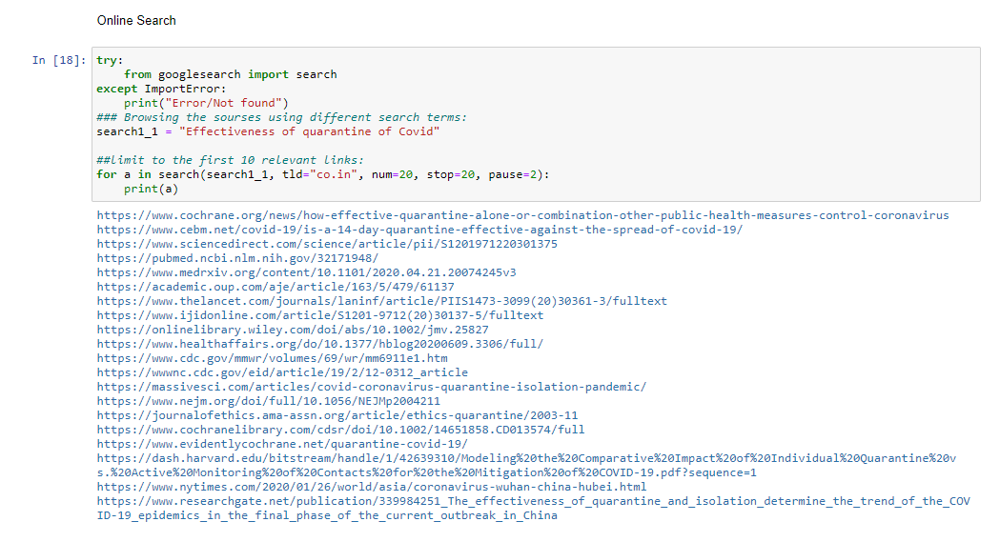 Online Search
In [18]:
try:
    from googlesearch import search
except ImportError:
    print("Error/Not found")
### Browsing the sourses using different search terms:
search1_1 = "Effectiveness of quarantine of Covid"
##limit to the first 10 relevant links:
for a in search(search1_1, tld="co.in", num=20, stop=20, pause=2):
    print(a)
https://www.cochrane.org/news/how-effective-quarantine-alone-or-combination-other-public-health-measures-control-coronavirus
https://www.cebm.net/covid-19/is-a-14-day-quarantine-effective-against-the-spread-of-covid-19/
https://www.sciencedirect.com/science/article/pii/S1201971220301375
https://pubmed.ncbi.nlm.nih.gov/32171948/
https://www.medrxiv.org/content/10.1101/2020.04.21.20074245v3
https://academic.oup.com/aje/article/163/5/479/61137
https://www.thelancet.com/journals/laninf/article/PIIS1473-3099(20)30361-3/fulltext
https://www.ijidonline.com/article/S1201-9712(20)30137-5/fulltext
https://onlinelibrary.wiley.com/doi/abs/10.1002/jmv.25827
https://www.healthaffairs.org/do/10.1377/hblog20200609.3306/full/
https://www.cdc.gov/mmwr/volumes/69/wr/mm6911e1.htm
https://wwwnc.cdc.gov/eid/article/19/2/12-0312_article
https://massivesci.com/articles/covid-coronavirus-quarantine-isolation-pandemic/
https://www.nejm.org/doi/full/10.1056/NEJMp2004211
https://journalofethics.ama-assn.org/article/ethics-quarantine/2003-11
https://www.cochranelibrary.com/cdsr/doi/10.1002/14651858.CD013574/full
https://www.evidentlycochrane.net/quarantine-covid-19/
https://dash.harvard.edu/bitstream/handle/1/42639310/Modeling%20the%20Comparative%20Impact%20of%20Individual%20Quarantine%20v
s.%20Active%20Monitoring%20of%20Contacts%20for%20the%20Mitigation%20of%20COVID-19.pdf?sequence=1
https://www.nytimes.com/2020/01/26/world/asia/coronavirus-wuhan-china-hubei.html
https://www.researchgate.net/publication/339984251_The_effectiveness_of_quarantine_and_isolation_determine_the_trend_of_the_COV
ID-19_epidemics_in_the_final_phase_of_the_current_outbreak_in_China